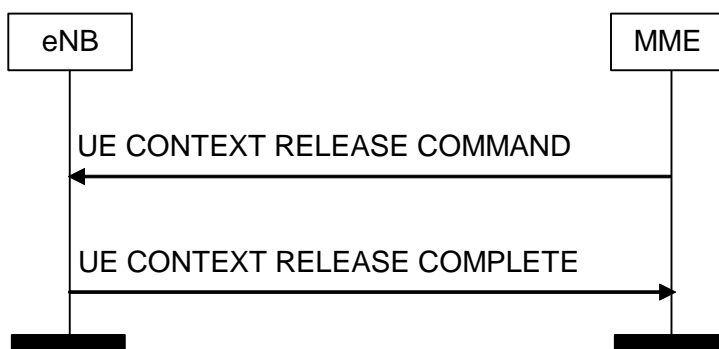 eNB
MME
UE CONTEXT RELEASE COMMAND
UE CONTEXT RELEASE COMPLETE